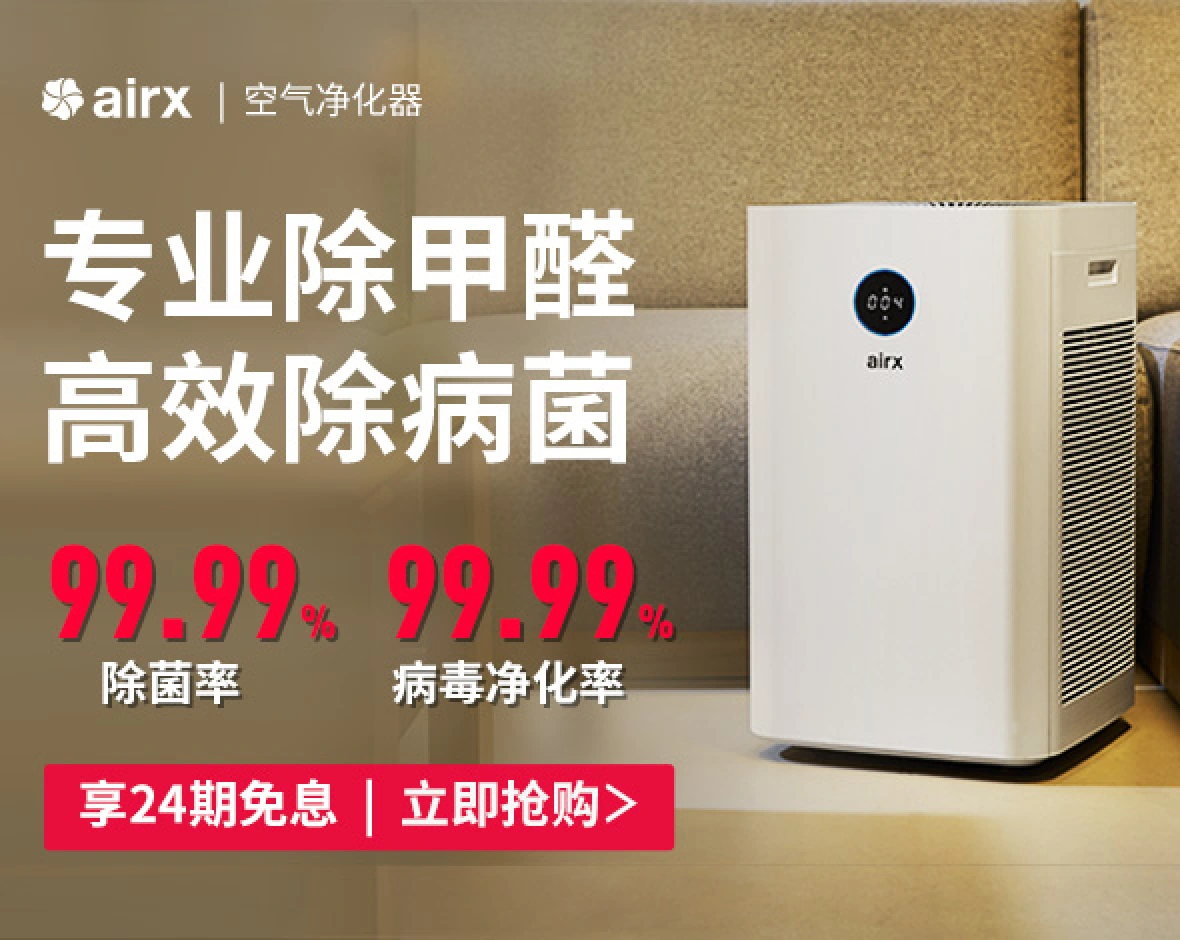 airx | 空气净化器
专业除甲醛
高效除病菌
99.99% 99.99%
除菌率 病毒净化率
享24期免息 | 立即抢购>
004
airx